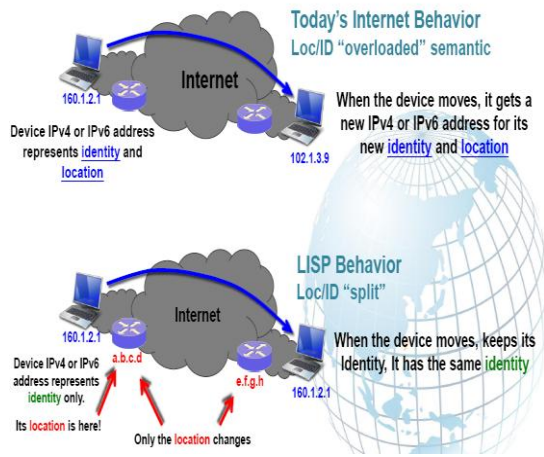 Today's Internet Behavior
Loc/ID "overloaded" semantic
Internet
160.1.2.1
Device IPv4 or IPv6 address
represents identity and
location
102.1.3.9
When the device moves, it gets a
new IPv4 or IPv6 address for its
new identity and location
LISP Behavior
Loc/ID "split"
Internet
160.1.2.1
a.b.c.d
Device IPv4 or IPv6
address represents
identity only.
Its location is here!
e.f.g.h
Only the location changes
160.1.2.1
When the device moves, keeps its
Identity, It has the same identity